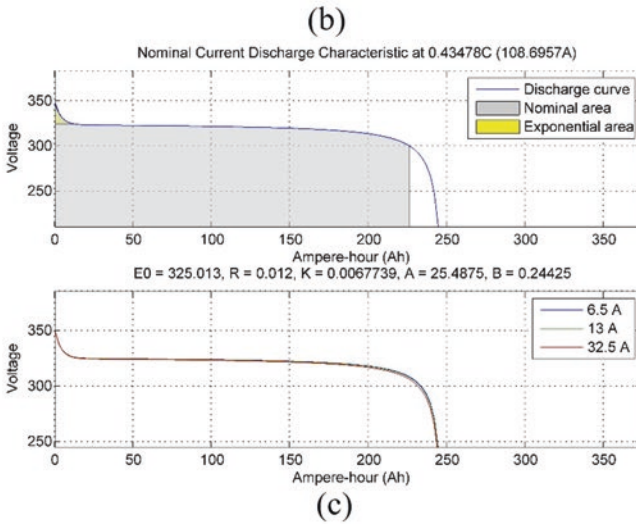 (b)
Nominal Current Discharge Characteristic at 0.43478C (108.6957A)
Voltage
350
300
250
Discharge curve
Nominal area
Exponential area
0 50 100 150 200 250 300 350
Ampere-hour (Ah)
E0 = 325.013, R = 0.012, K = 0.0067739, A = 25.4875, B = 0.24425
Voltage
350
300
250
6.5 A
13 A
32.5 A
0 50 100 150 200 250 300 350
Ampere-hour (Ah)
(c)